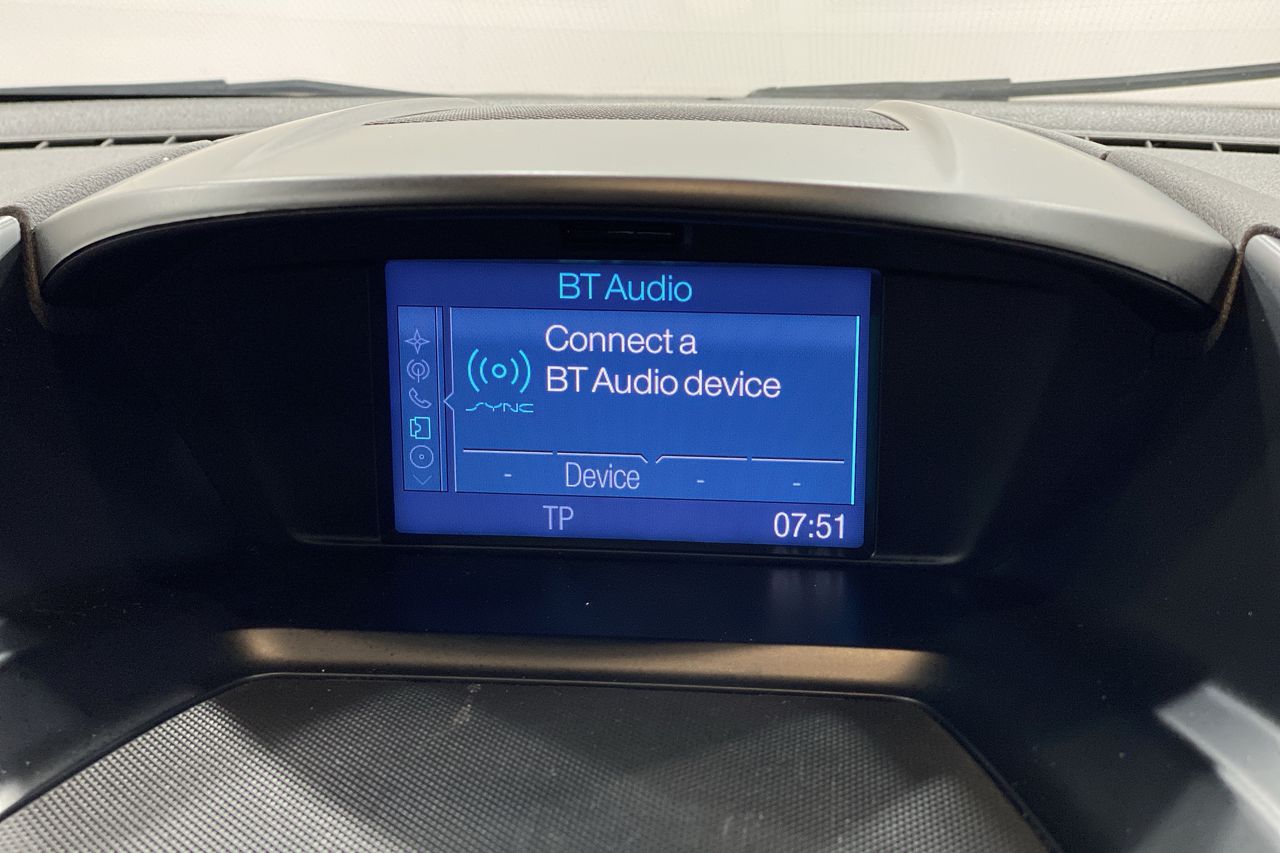 BT Audio
Connect a
BT Audio device
SYNC
- Device - -
TP 07:51